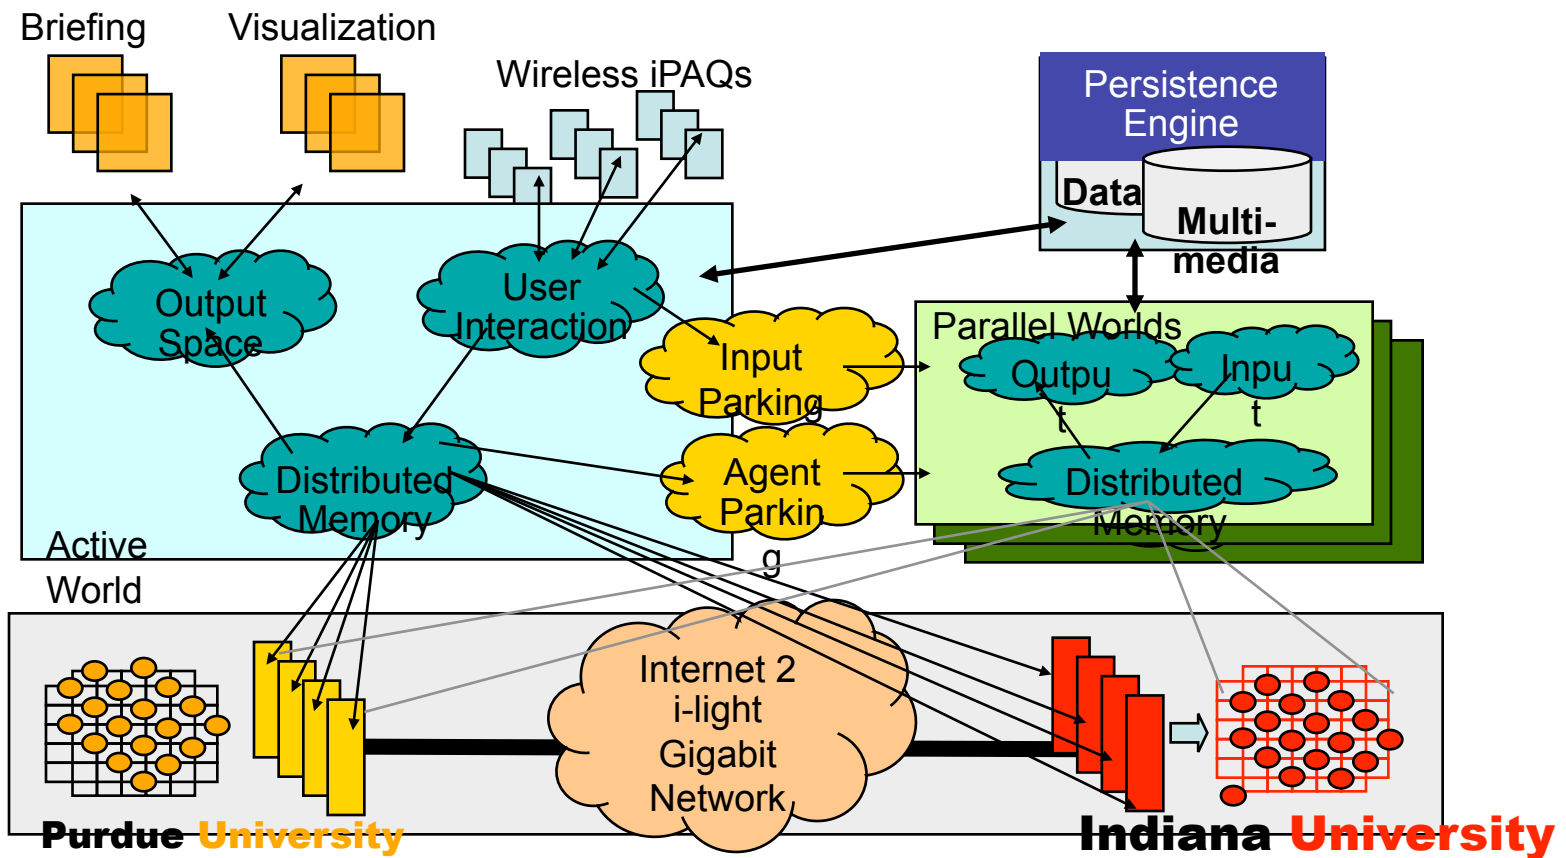 Briefing
Visualization
Wireless iPAQs
Persistence
Engine
Data
Multi-
media
Output
Space
User
Interaction
Input
Parking
Parallel Worlds
Outpu
t
Inpu
t
Distributed
Memory
Agent
Parkin
g
Distributed
Memory
Active
World
Internet 2
i-light
Gigabit
Network
Purdue University
Indiana University